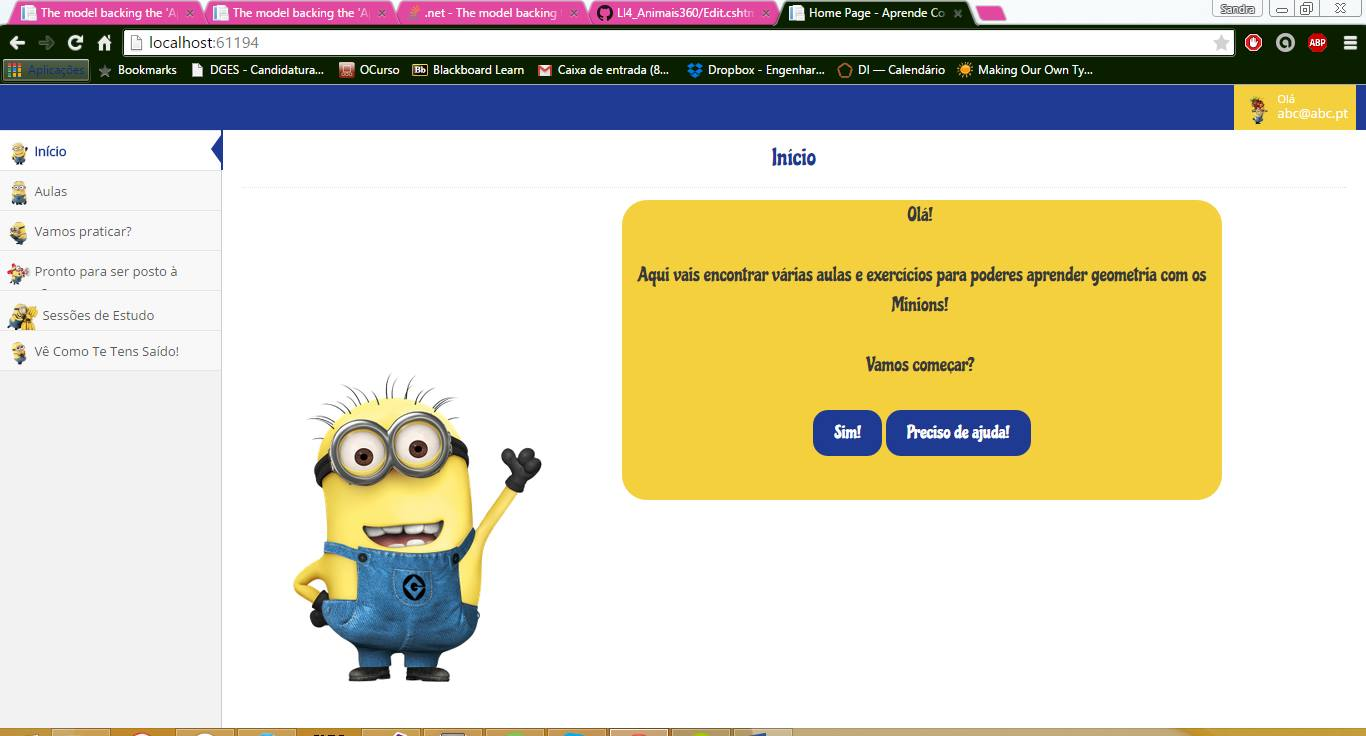 The model backing the 'A
The model backing the 'A
.net - The model backing
LI4_Animais360/Edit.cshtm
Home Page - Aprende Co
Sandra
localhost:61194
ABP
Aplicações
Bookmarks
DGES - Candidatura...
OCurso
Bb
Blackboard Learn
Caixa de entrada (8...
Dropbox - Engenhar...
DI — Calendário
Making Our Own Ty...
Olá
abc@abc.pt
Início
Aulas
Vamos praticar?
Pronto para ser posto à
Sessões de Estudo
Vê Como Te Tens Saído!
Início
Olá!
Aqui vais encontrar várias aulas e exercícios para poderes aprender geometria com os
Minions!
Vamos começar?
Sim!
Preciso de ajuda!